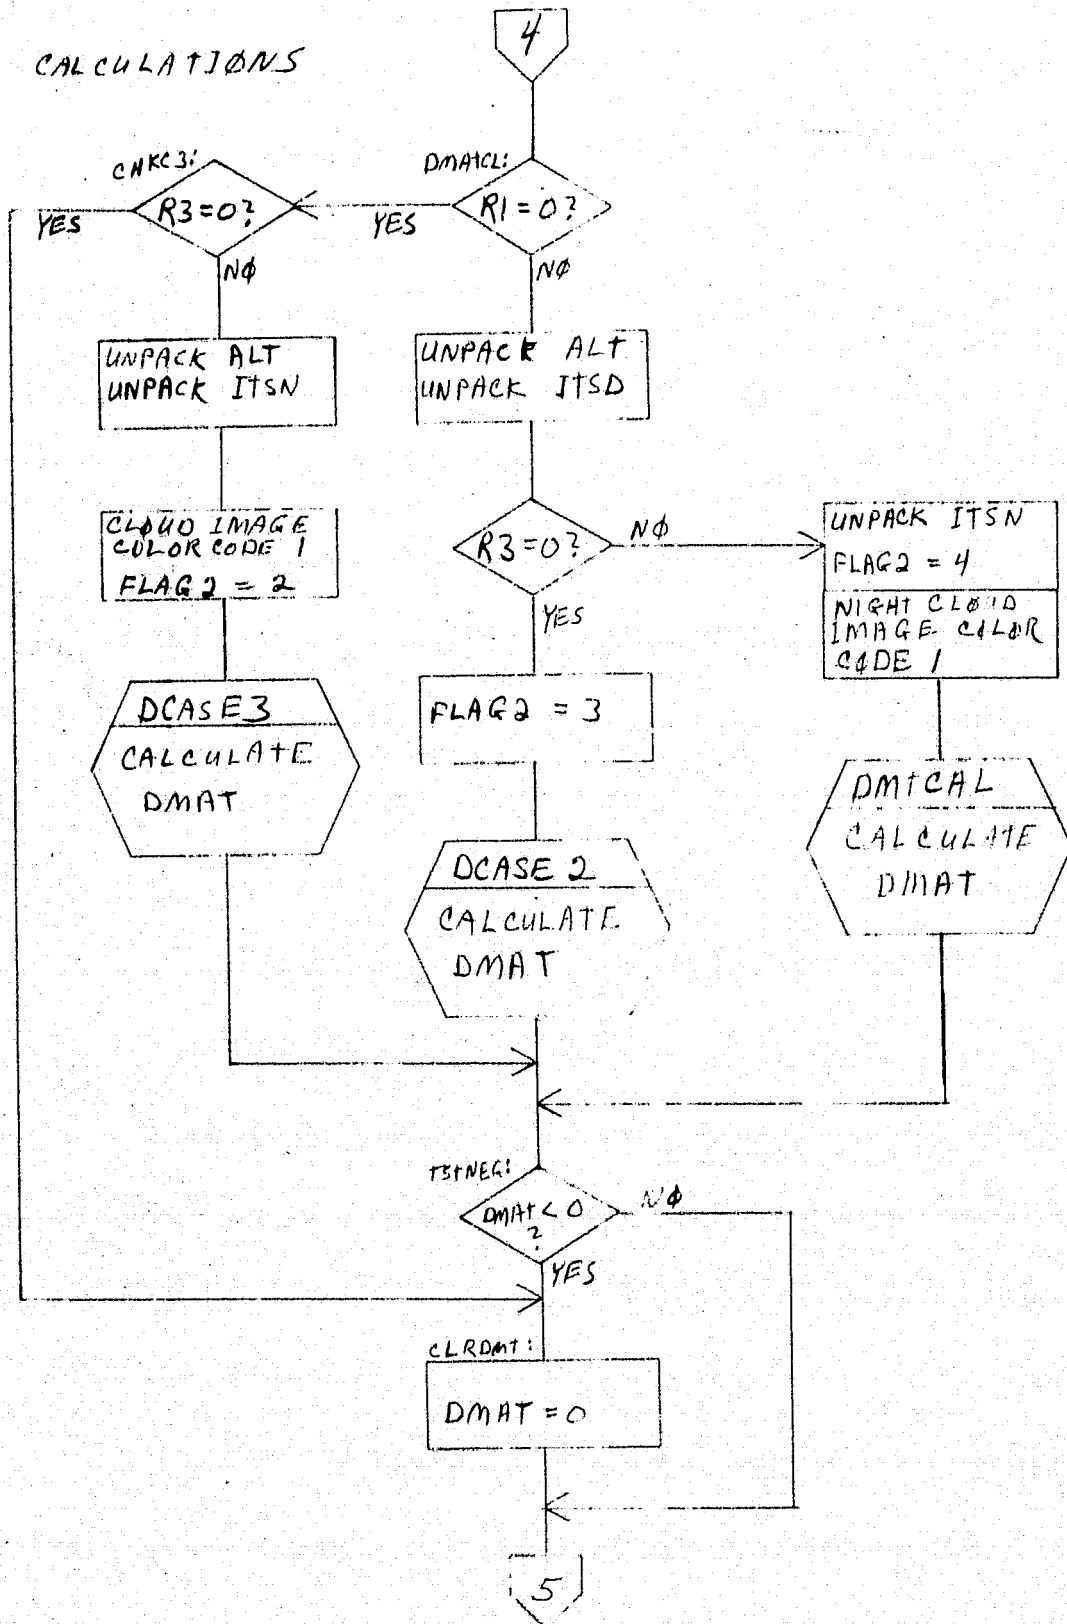 4
CALCULATIØNS
CHKC3:
R3=0?
YES
NØ
DMATCL:
R1=0?
YES
NØ
UNPACK ALT
UNPACK ITSN
UNPACK ALT
UNPACK ITSD
CLØUD IMAGE
CØLOR CODE 1
FLAG2 = 2
R3=0?
NØ
YES
UNPACK ITSN
FLAG2 = 4
NIGHT CLØUD
IMAGE CØLØR
CØDE 1
DCASE3
CALCULATE
DMAT
FLAG2 = 3
DMTCAL
CALCULATE
DMAT
DCASE 2
CALCULATE
DMAT
TSTNEG:
DMAT < 0
?
NØ
YES
CLRDMT:
DMAT = 0
5